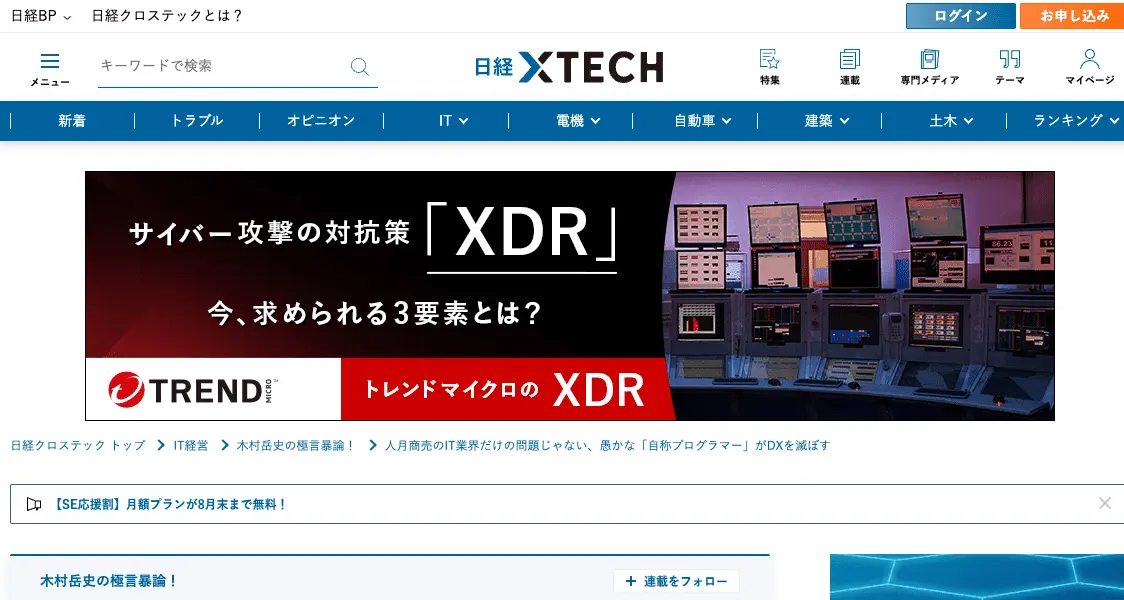 日経BP 日経クロステックとは？ ログイン お申し込み
メニュー キーワードで検索 日経 XTECH 特集 連載 専門メディア テーマ マイページ
新着 トラブル オピニオン IT 電機 自動車 建築 土木 ランキング
サイバー攻撃の対抗策「XDR」
今、求められる3要素とは？
TREND MICRO トレンドマイクロの XDR
日経クロステック トップ IT経営 木村岳史の極言暴論！ 人月商売のIT業界だけの問題じゃない、愚かな「自称プログラマー」がDXを滅ぼす
【SE応援割】月額プランが8月末まで無料！
木村岳史の極言暴論！ + 連載をフォロー